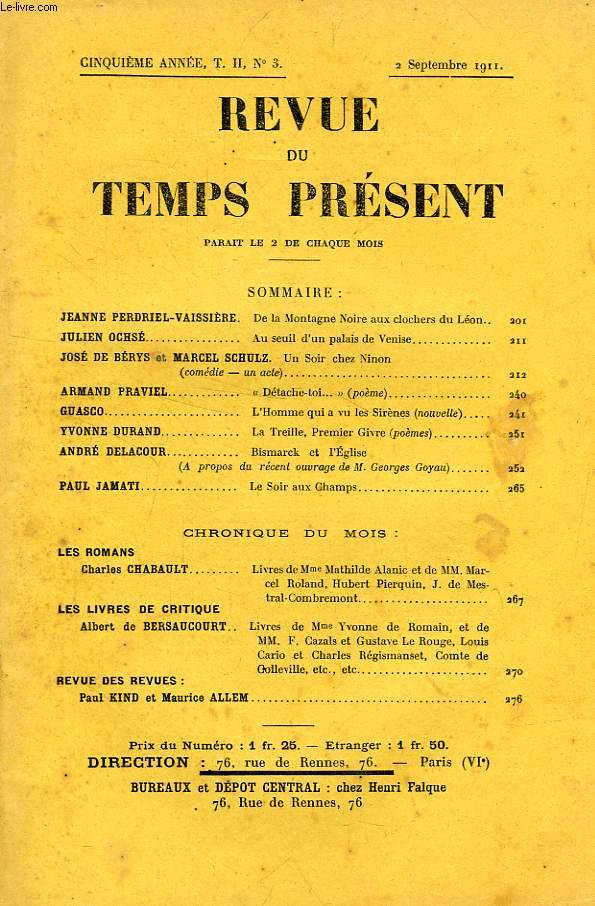 Le-livre.com
CINQUIÈME ANNÉE, T. II, No 3.
2 Septembre 1911.
REVUE
DU
TEMPS PRÉSENT
PARAIT LE 2 DE CHAQUE MOIS
SOMMAIRE :
JEANNE PERDRIEL-VAISSIÈRE. De la Montagne Noire aux clochers du Léon.. 201
JULIEN OCHSÉ................ Au seuil d'un palais de Venise............. 211
JOSÉ DE BÉRYS et MARCEL SCHULZ. Un Soir chez Ninon
(comédie — un acte)....................................... 212
ARMAND PRAVIEL............ « Détache-toi... » (poème)................. 240
GUASCO...................... L'Homme qui a vu les Sirènes (nouvelle)..... 241
YVONNE DURAND............. La Treille, Premier Givre (poèmes).......... 251
ANDRÉ DELACOUR............ Bismarck et l'Église
(A propos du récent ouvrage de M. Georges Goyau)....... 252
PAUL JAMATI................ Le Soir aux Champs...................... 265
CHRONIQUE DU MOIS :
LES ROMANS
Charles CHABAULT......... Livres de Mme Mathilde Alanic et de MM. Mar-
cel Roland, Hubert Pierquin, J. de Mes-
tral-Combremont...................... 267
LES LIVRES DE CRITIQUE
Albert de BERSAUCOURT.. Livres de Mme Yvonne de Romain, et de
MM. F. Cazals et Gustave Le Rouge, Louis
Cario et Charles Régismanset, Comte de
Colleville, etc., etc...................... 270
REVUE DES REVUES :
Paul KIND et Maurice ALLEM........................................ 276
Prix du Numéro : 1 fr. 25. — Etranger : 1 fr. 50.
DIRECTION : 76, rue de Rennes, 76. — Paris (VIe)
BUREAUX et DÉPOT CENTRAL : chez Henri Falque
76, Rue de Rennes, 76